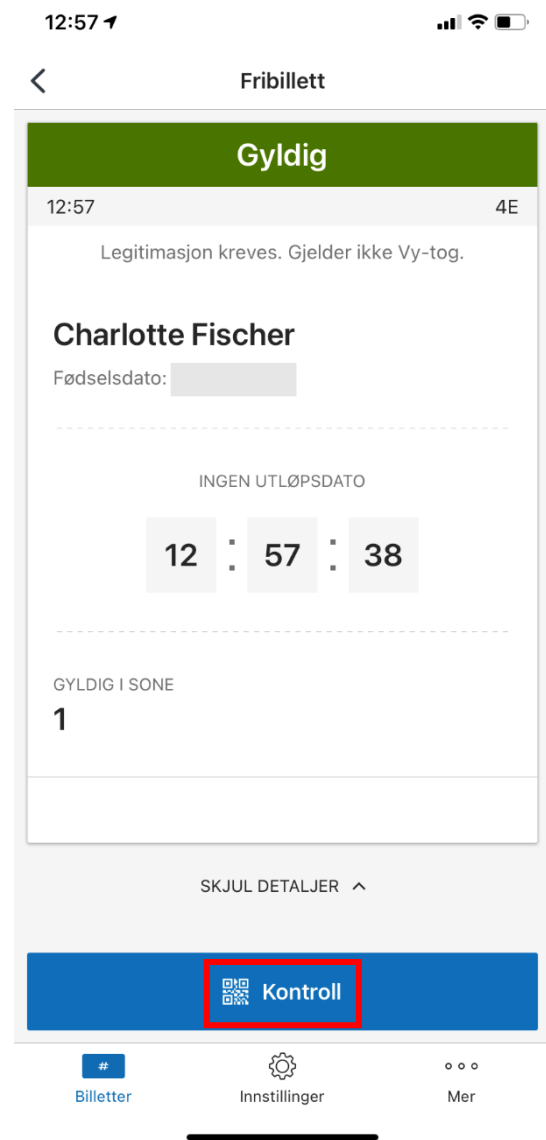 12:57
Fribillett
Gyldig
12:57 4E
Legitimasjon kreves. Gjelder ikke Vy-tog.
Charlotte Fischer
Fødselsdato:
INGEN UTLØPSDATO
12 : 57 : 38
GYLDIG I SONE
1
SKJUL DETALJER
Kontroll
#
Billetter Innstillinger Mer